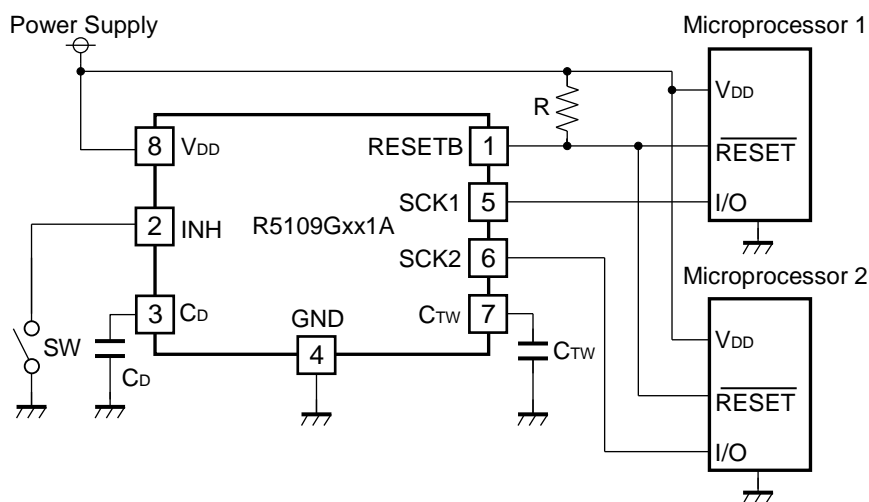 Power Supply
Microprocessor 1
VDD
RESET
I/O
R
8
VDD
RESETB
1
2
INH
R5109Gxx1A
SCK1
5
SCK2
6
3
CD
GND
4
CTW
7
SW
CD
CTW
Microprocessor 2
VDD
RESET
I/O